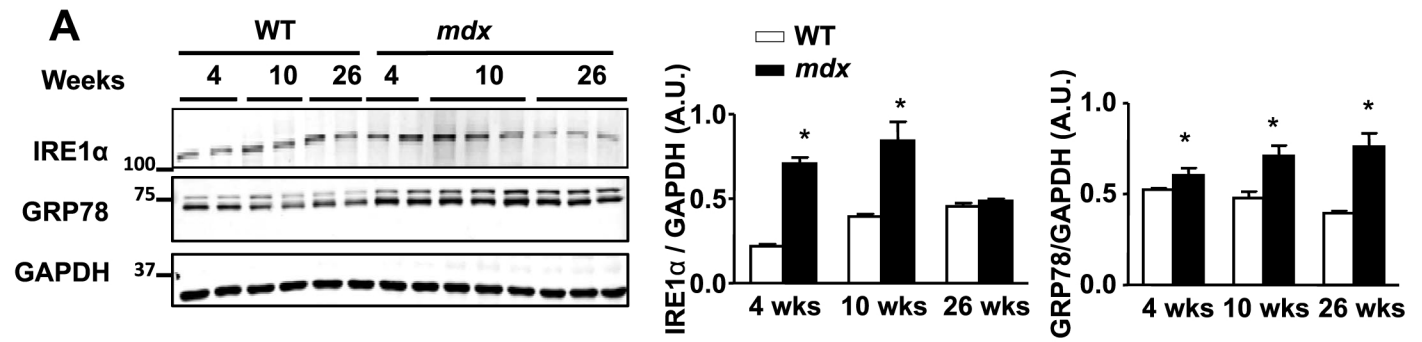 A
WT mdx
Weeks 4 10 26 4 10 26
IRE1α
100
GRP78
75
GAPDH
37
WT
mdx
IRE1α / GAPDH (A.U.)
1.0
0.5
0.0
* *
4 wks 10 wks 26 wks
GRP78/GAPDH (A.U.)
1.0
0.5
0.0
* * *
4 wks 10 wks 26 wks